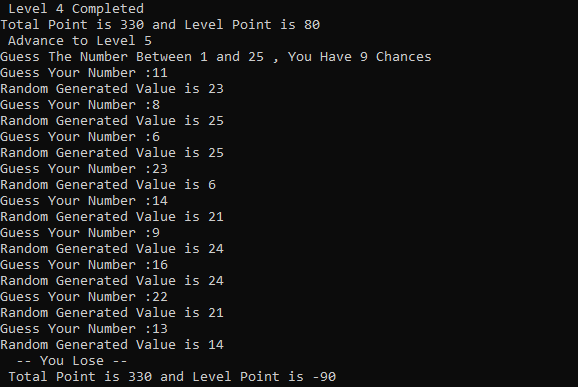 Level 4 Completed
Total Point is 330 and Level Point is 80
Advance to Level 5
Guess The Number Between 1 and 25 , You Have 9 Chances
Guess Your Number :11
Random Generated Value is 23
Guess Your Number :8
Random Generated Value is 25
Guess Your Number :6
Random Generated Value is 25
Guess Your Number :23
Random Generated Value is 6
Guess Your Number :14
Random Generated Value is 21
Guess Your Number :9
Random Generated Value is 24
Guess Your Number :16
Random Generated Value is 24
Guess Your Number :22
Random Generated Value is 21
Guess Your Number :13
Random Generated Value is 14
-- You Lose --
Total Point is 330 and Level Point is -90